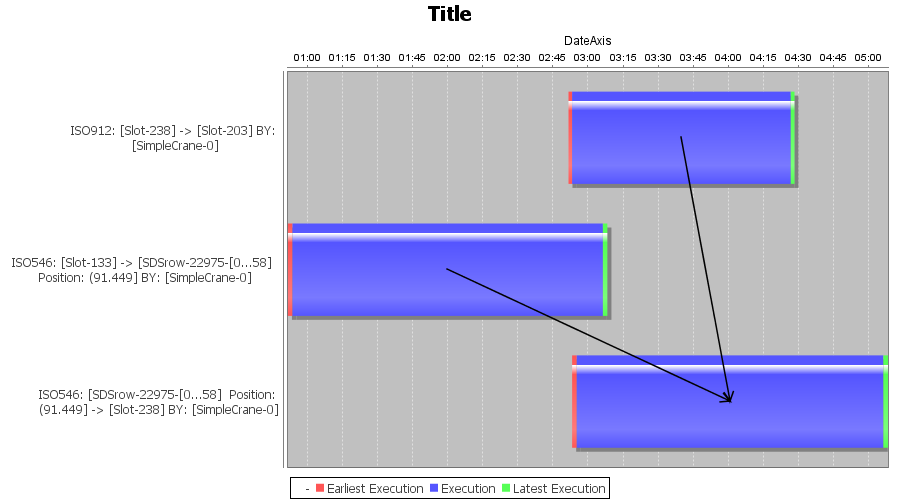 Title
DateAxis
01:00 01:15 01:30 01:45 02:00 02:15 02:30 02:45 03:00 03:15 03:30 03:45 04:00 04:15 04:30 04:45 05:00
ISO912: [Slot-238] -> [Slot-203] BY:
[SimpleCrane-0]
ISO546: [Slot-133] -> [SDSrow-22975-[0...58]
Position: (91.449] BY: [SimpleCrane-0]
ISO546: [SDSrow-22975-[0...58] Position:
(91.449] -> [Slot-238] BY: [SimpleCrane-0]
- Earliest Execution Execution Latest Execution